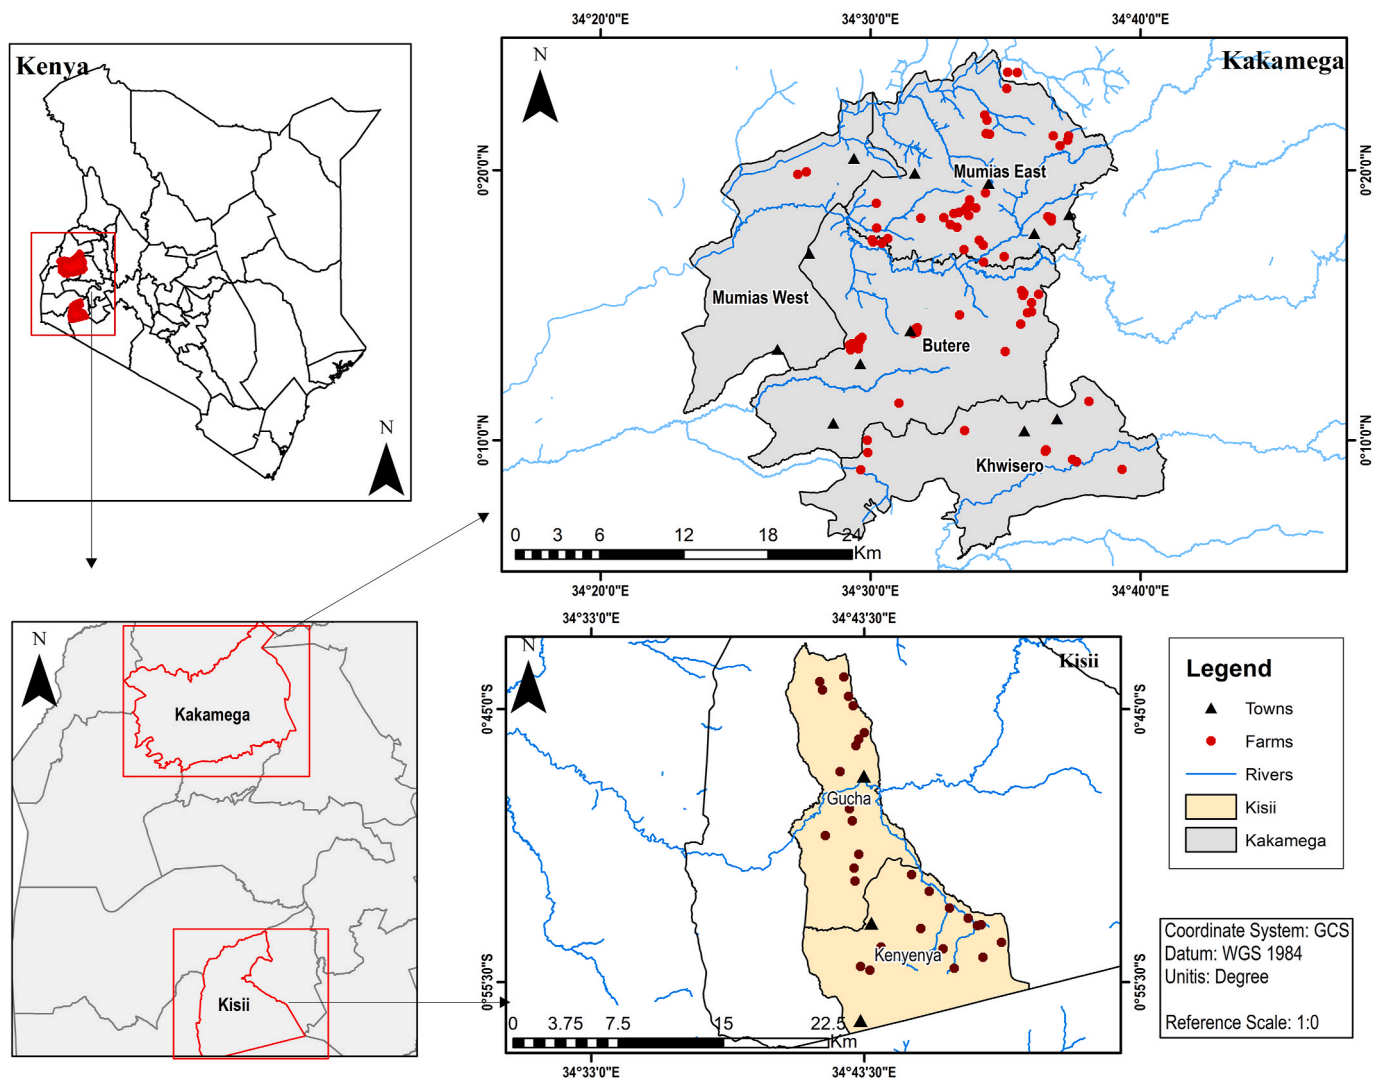 Kenya
N
34°20'0"E
34°30'0"E
34°40'0"E
N
Kakamega
0°20'0"N
0°20'0"N
Mumias East
Mumias West
Butere
0°10'0"N
0°10'0"N
Khwisero
0 3 6 12 18 24
Km
34°20'0"E
34°30'0"E
34°40'0"E
N
Kakamega
Kisii
34°33'0"E
34°43'30"E
N
Kisii
0°45'0"S
0°45'0"S
Gucha
Kenyenya
0°55'30"S
0°55'30"S
0 3.75 7.5 15 22.5
Km
34°33'0"E
34°43'30"E
Legend
Towns
Farms
Rivers
Kisii
Kakamega
Coordinate System: GCS
Datum: WGS 1984
Unitis: Degree
Reference Scale: 1:0